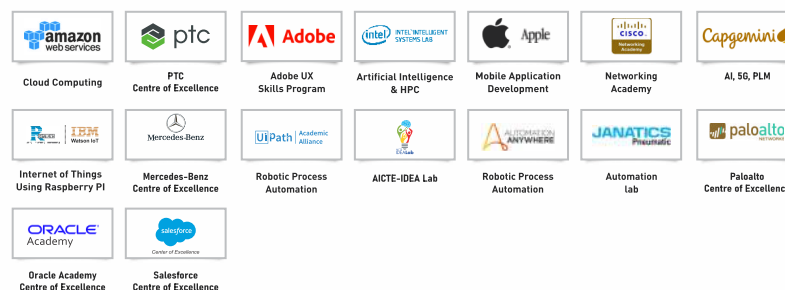 amazon
web services
ptc
Adobe
intel
INTEL INTELLIGENT
SYSTEMS LAB
Apple
CISCO
Networking
Academy
Capgemini
Cloud Computing
PTC
Centre of Excellence
Adobe UX
Skills Program
Artificial Intelligence
& HPC
Mobile Application
Development
Networking
Academy
AI, 5G, PLM
IBM
Watson IoT
Mercedes-Benz
UiPath
Academic
Alliance
IDEA Lab
AUTOMATION
ANYWHERE
JANATICS
Pneumatic
paloalto
NETWORKS
Internet of Things
Using Raspberry PI
Mercedes-Benz
Centre of Excellence
Robotic Process
Automation
AICTE-IDEA Lab
Robotic Process
Automation
Automation
lab
Paloalto
Centre of Excellenc
ORACLE
Academy
salesforce
Center of Excellence
Oracle Academy
Centre of Excellence
Salesforce
Centre of Excellence